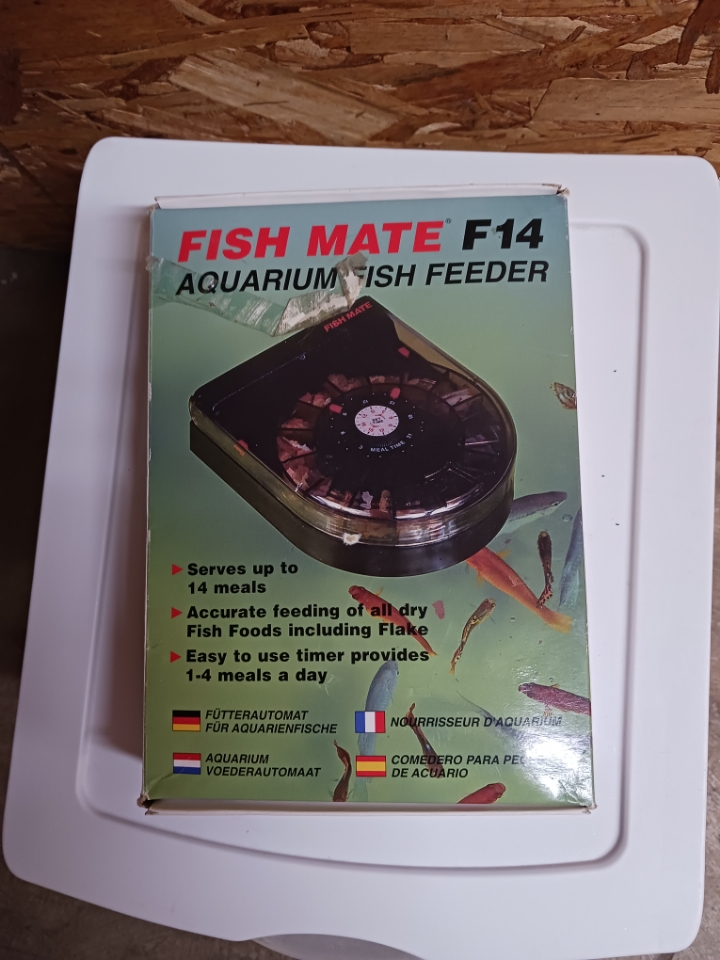 FISH MATE® F14
AQUARIUM FISH FEEDER
FISH MATE
MEAL TIME
Serves up to
14 meals
Accurate feeding of all dry
Fish Foods including Flake
Easy to use timer provides
1-4 meals a day
FÜTTERAUTOMAT
FÜR AQUARIENFISCHE
NOURRISSEUR D'AQUARIUM
AQUARIUM
VOEDERAUTOMAAT
COMEDERO PARA
DE ACUARIO